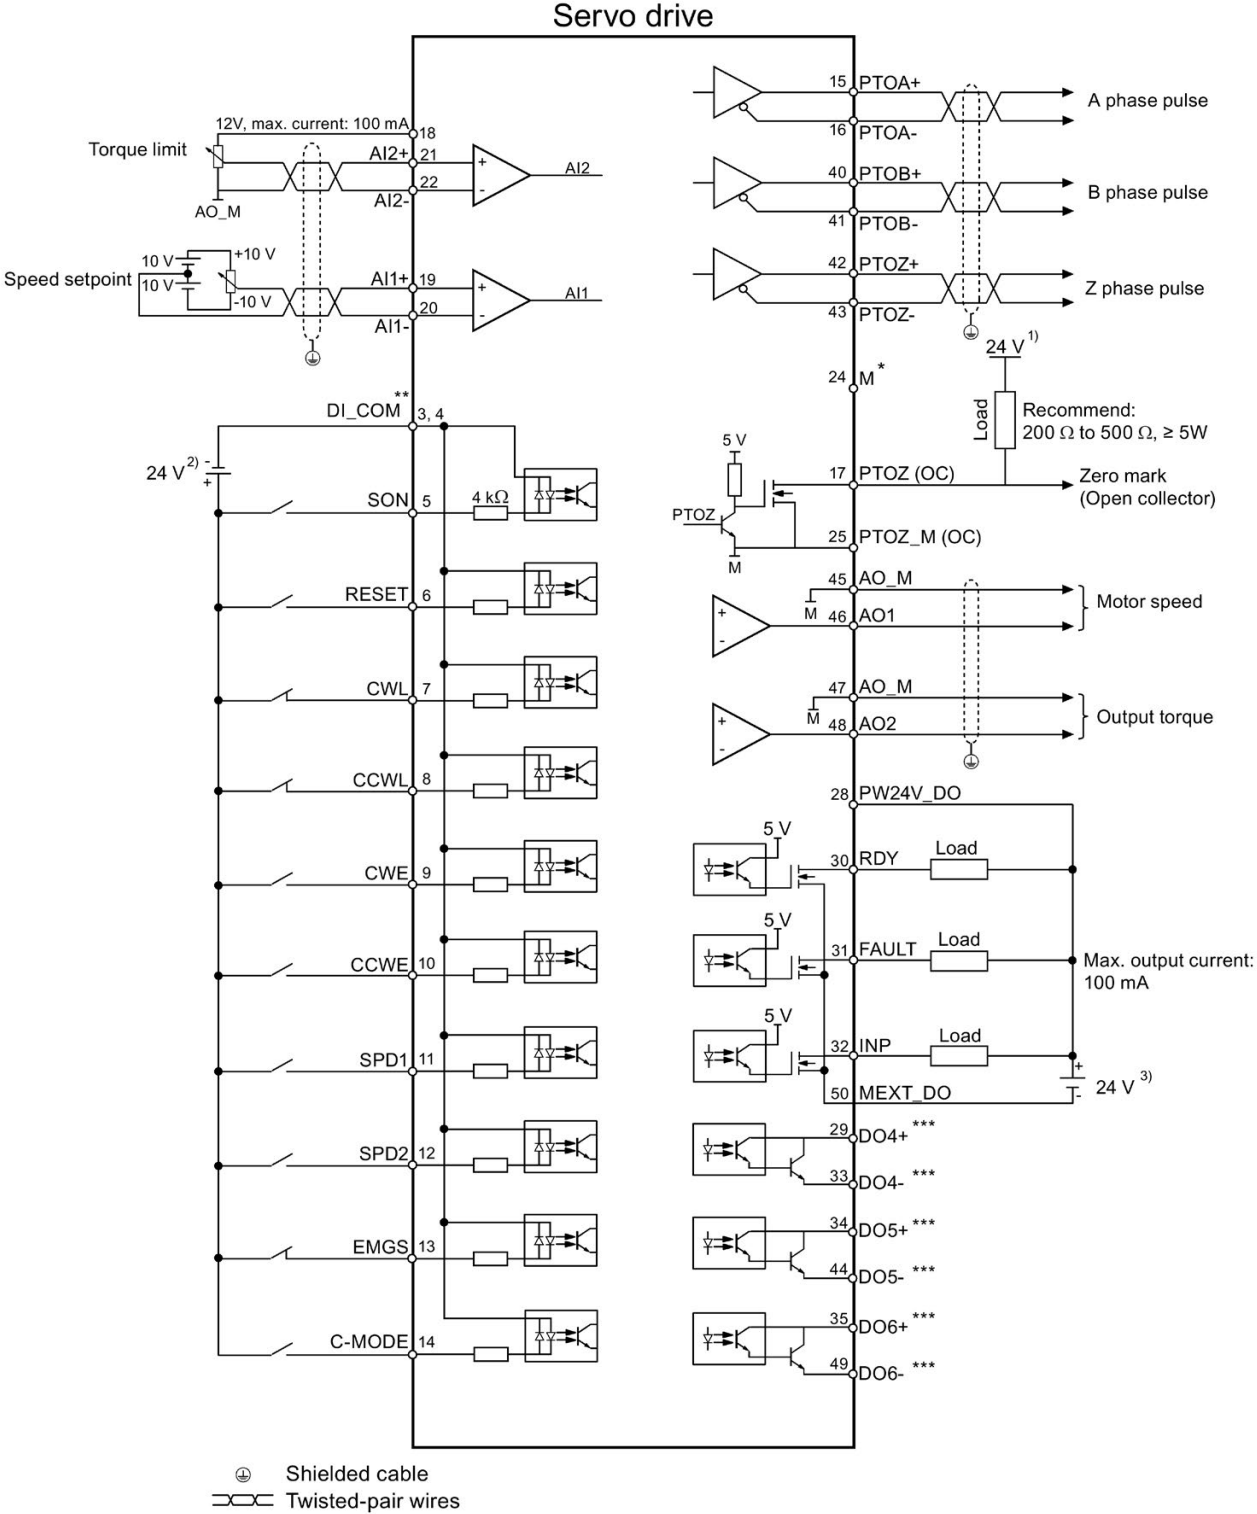 Servo drive
12V, max. current: 100 mA
18
Torque limit
AI2+
21
22
AI2-
AO_M
+
-
AI2
10 V
+10 V
Speed setpoint
10 V
-10 V
AI1+
19
20
AI1-
+
-
AI1
DI_COM **
3, 4
24 V 2)
-
+
SON
5
4 kΩ
RESET
6
CWL
7
CCWL
8
CWE
9
CCWE
10
SPD1
11
SPD2
12
EMGS
13
C-MODE
14
15
PTOA+
16
PTOA-
A phase pulse
40
PTOB+
41
PTOB-
B phase pulse
42
PTOZ+
43
PTOZ-
Z phase pulse
24
M *
24 V 1)
Load
Recommend:
200 Ω to 500 Ω, ≥ 5W
5 V
PTOZ
M
17
PTOZ (OC)
Zero mark
(Open collector)
25
PTOZ_M (OC)
45
AO_M
M
46
AO1
+
-
Motor speed
47
AO_M
M
48
AO2
+
-
Output torque
28
PW24V_DO
5 V
30
RDY
Load
5 V
31
FAULT
Load
Max. output current:
100 mA
5 V
32
INP
Load
+
24 V 3)
-
50
MEXT_DO
29
DO4+ ***
33
DO4- ***
34
DO5+ ***
44
DO5- ***
35
DO6+ ***
49
DO6- ***
Shielded cable
Twisted-pair wires